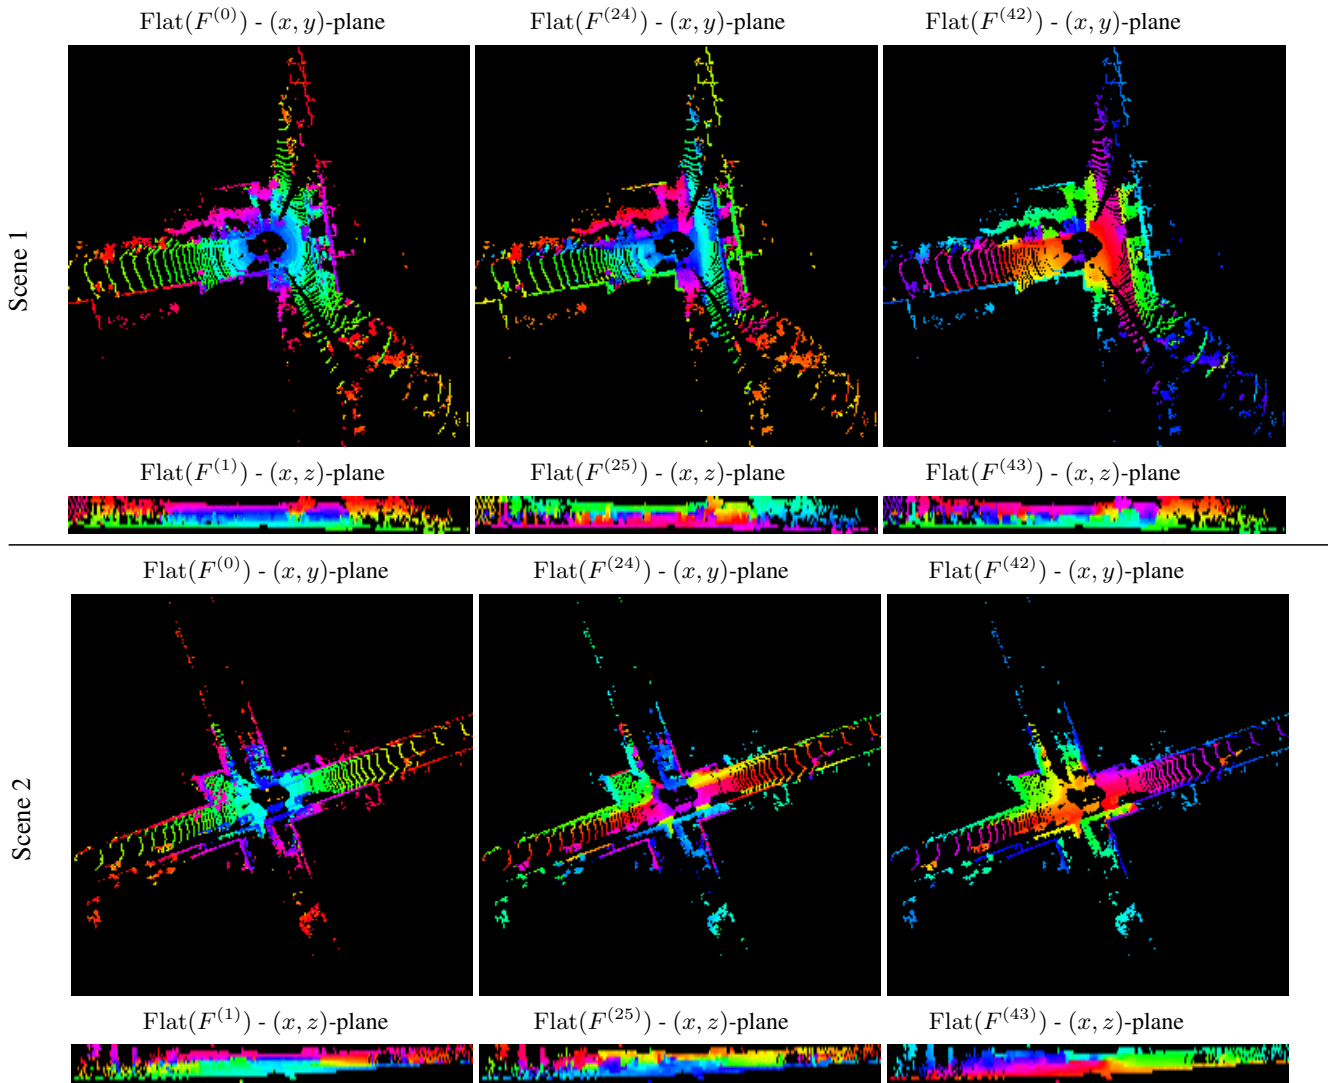 Flat(F^(0)) - (x, y)-plane
Flat(F^(24)) - (x, y)-plane
Flat(F^(42)) - (x, y)-plane
Scene 1
Flat(F^(1)) - (x, z)-plane
Flat(F^(25)) - (x, z)-plane
Flat(F^(43)) - (x, z)-plane
Flat(F^(0)) - (x, y)-plane
Flat(F^(24)) - (x, y)-plane
Flat(F^(42)) - (x, y)-plane
Scene 2
Flat(F^(1)) - (x, z)-plane
Flat(F^(25)) - (x, z)-plane
Flat(F^(43)) - (x, z)-plane